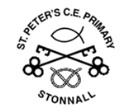 ST. PETER'S C.E. PRIMARY
STONNALL